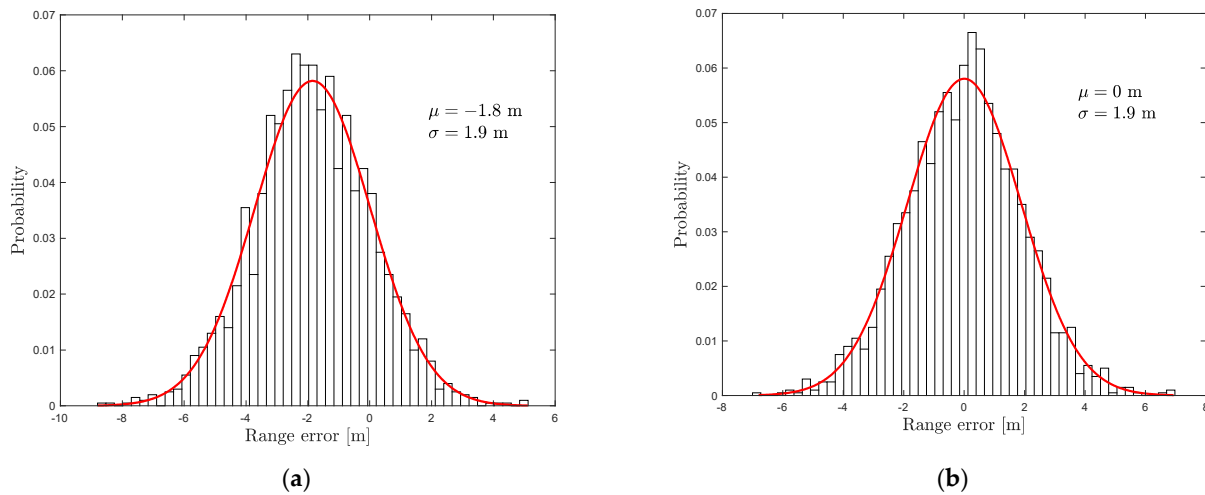 0.07
0.06
0.05
0.04
0.03
0.02
0.01
0
Probability
μ = −1.8 m
σ = 1.9 m
-10 -8 -6 -4 -2 0 2 4 6
Range error [m]
(a)
0.07
0.06
0.05
0.04
0.03
0.02
0.01
0
Probability
μ = 0 m
σ = 1.9 m
-8 -6 -4 -2 0 2 4 6 8
Range error [m]
(b)